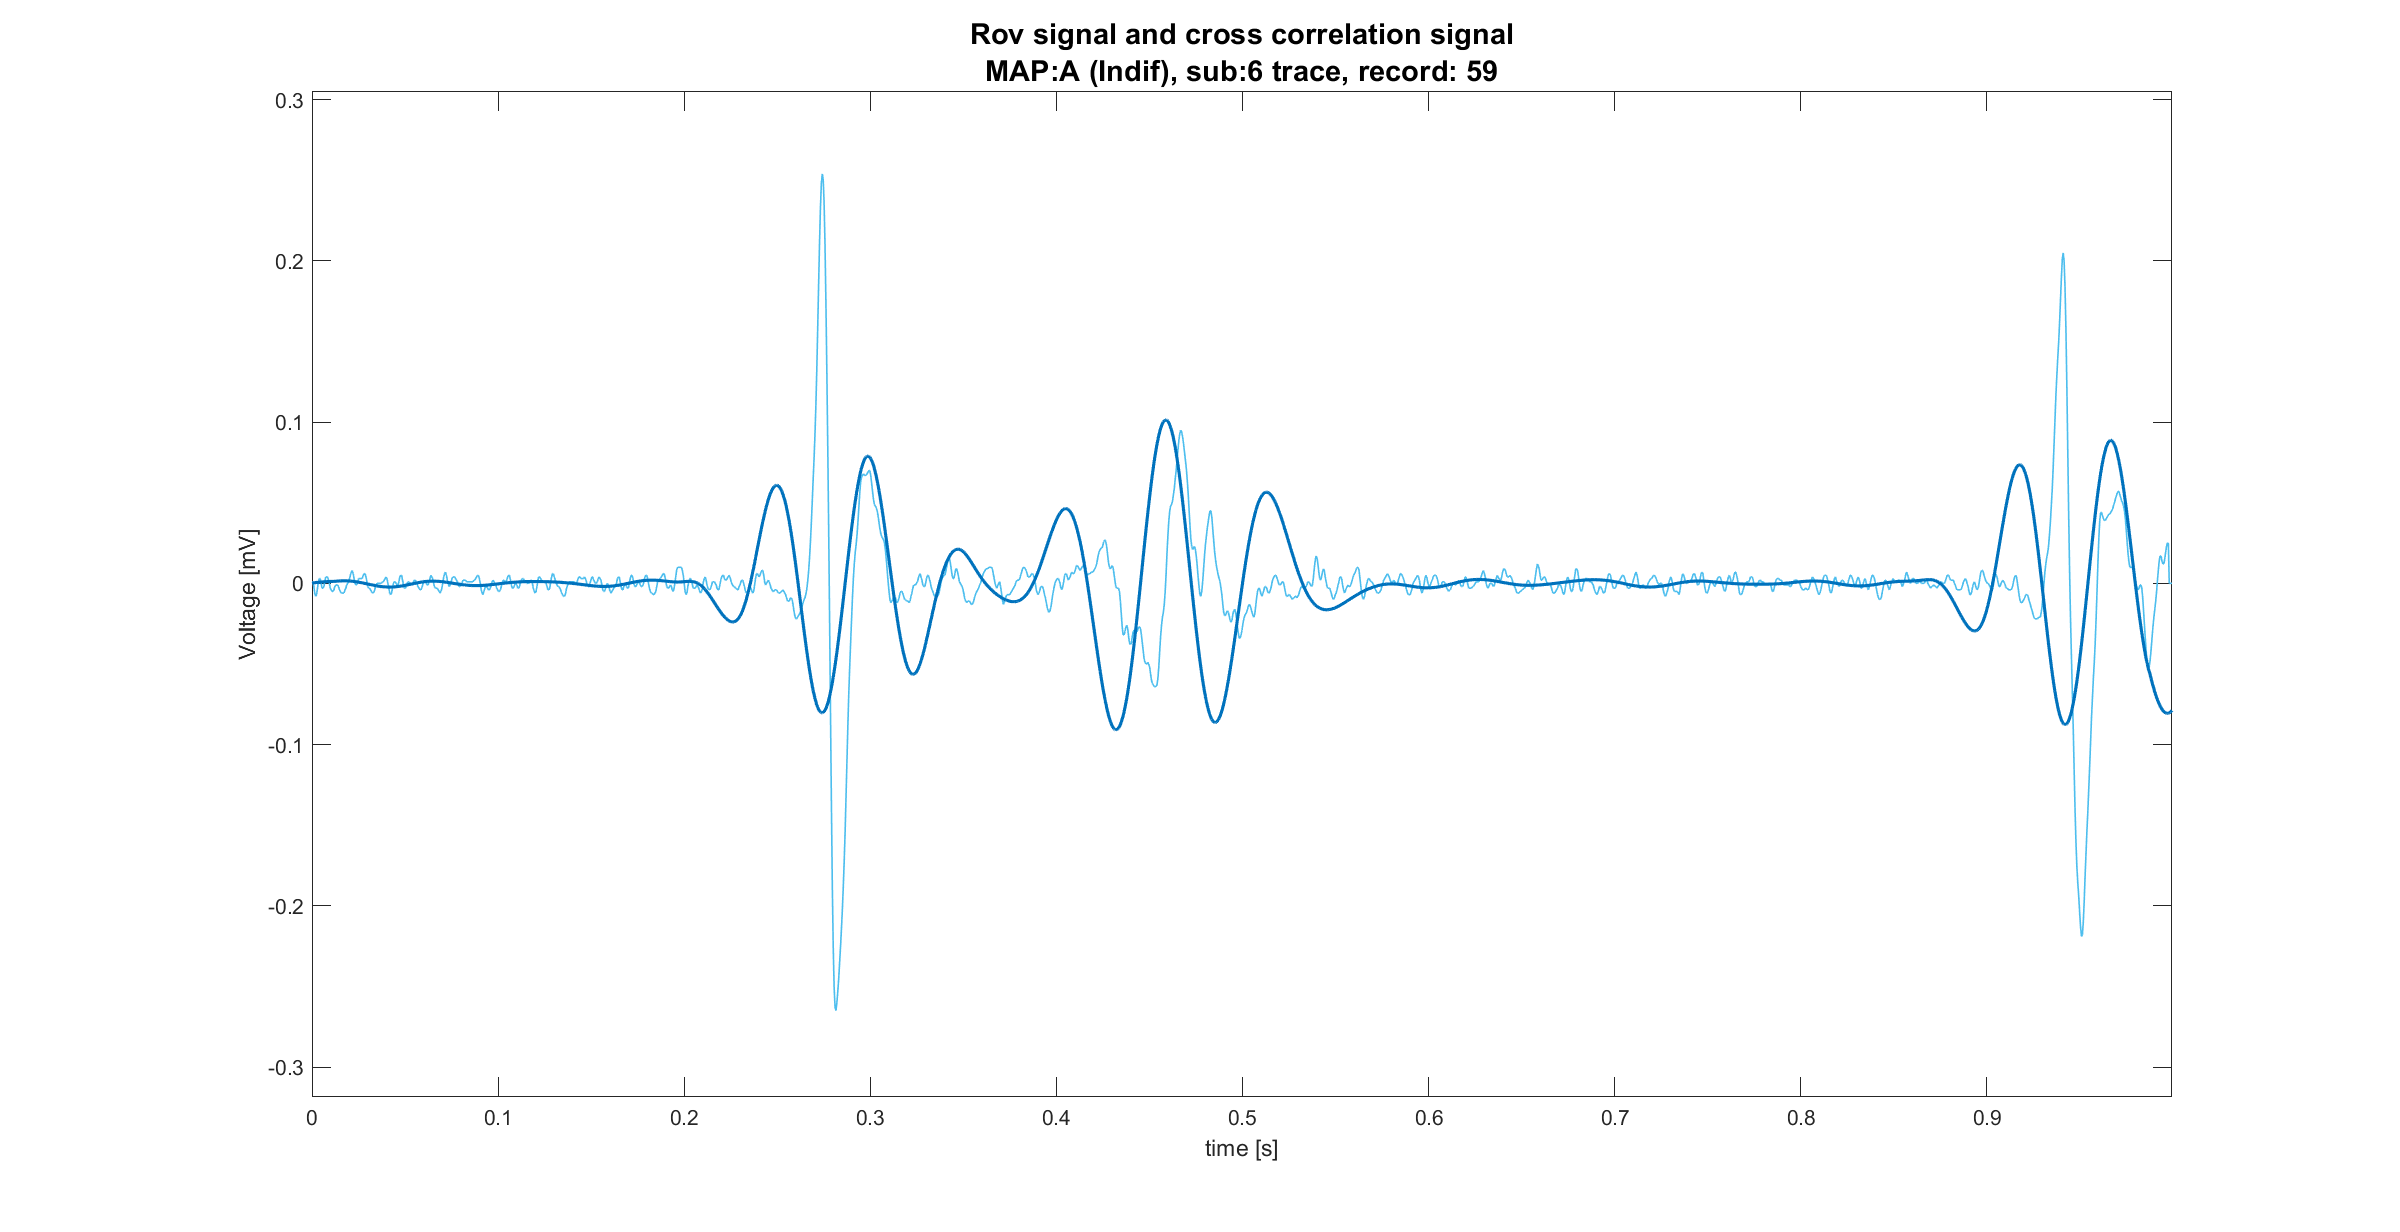 Rov signal and cross correlation signal
MAP:A (Indif), sub:6 trace, record: 59
0.3
0.2
0.1
0
-0.1
-0.2
-0.3
Voltage [mV]
0 0.1 0.2 0.3 0.4 0.5 0.6 0.7 0.8 0.9
time [s]